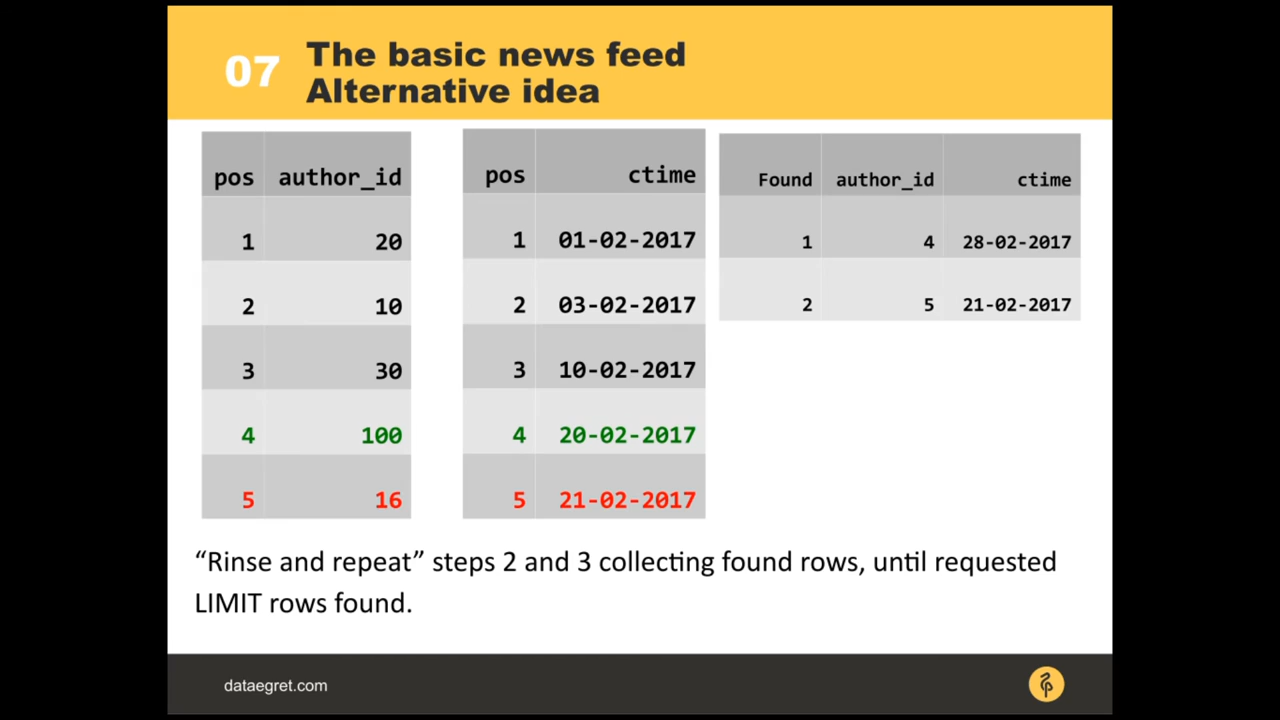 07
The basic news feed
Alternative idea
pos author_id
1 20
2 10
3 30
4 100
5 16
pos ctime
1 01-02-2017
2 03-02-2017
3 10-02-2017
4 20-02-2017
5 21-02-2017
Found author_id ctime
1 4 28-02-2017
2 5 21-02-2017
“Rinse and repeat” steps 2 and 3 collecting found rows, until requested
LIMIT rows found.
dataegret.com